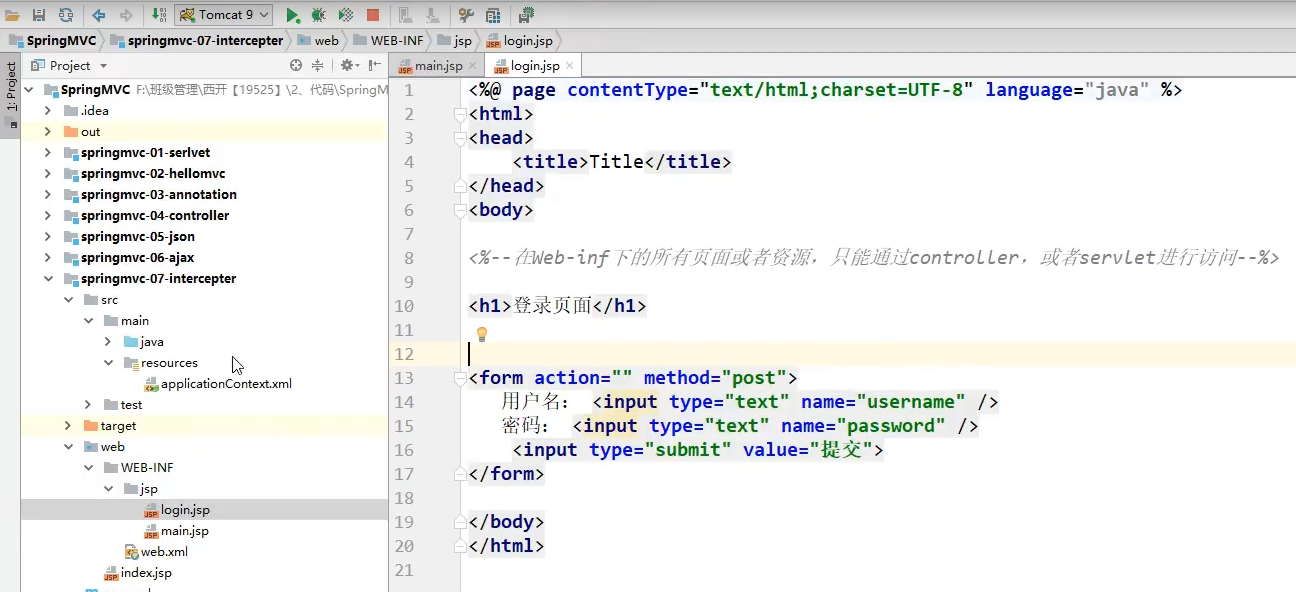 Tomcat 9
SpringMVC springmvc-07-intercepter web WEB-INF jsp login.jsp
1: Project
Project
main.jsp login.jsp
SpringMVC F:\班级管理\西开【19525】\2、代码\SpringM
.idea
out
springmvc-01-serlvet
springmvc-02-hellomvc
springmvc-03-annotation
springmvc-04-controller
springmvc-05-json
springmvc-06-ajax
springmvc-07-intercepter
src
main
java
resources
applicationContext.xml
test
target
web
WEB-INF
jsp
login.jsp
main.jsp
web.xml
index.jsp
1 <%@ page contentType="text/html;charset=UTF-8" language="java" %>
2 <html>
3 <head>
4 <title>Title</title>
5 </head>
6 <body>
7
8 <%--在Web-inf下的所有页面或者资源，只能通过controller，或者servlet进行访问--%>
9
10 <h1>登录页面</h1>
11
12
13 <form action="" method="post">
14 用户名： <input type="text" name="username" />
15 密码： <input type="text" name="password" />
16 <input type="submit" value="提交">
17 </form>
18
19 </body>
20 </html>
21